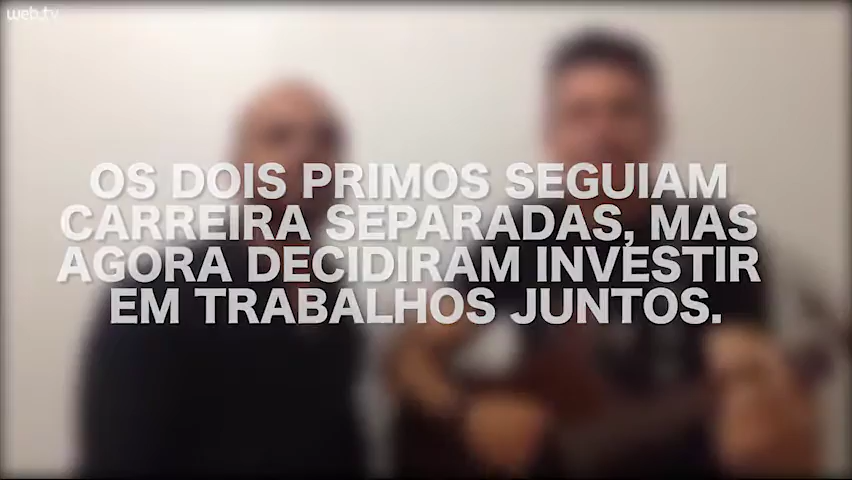 web.tv
OS DOIS PRIMOS SEGUIAM
CARREIRA SEPARADAS, MAS
AGORA DECIDIRAM INVESTIR
EM TRABALHOS JUNTOS.